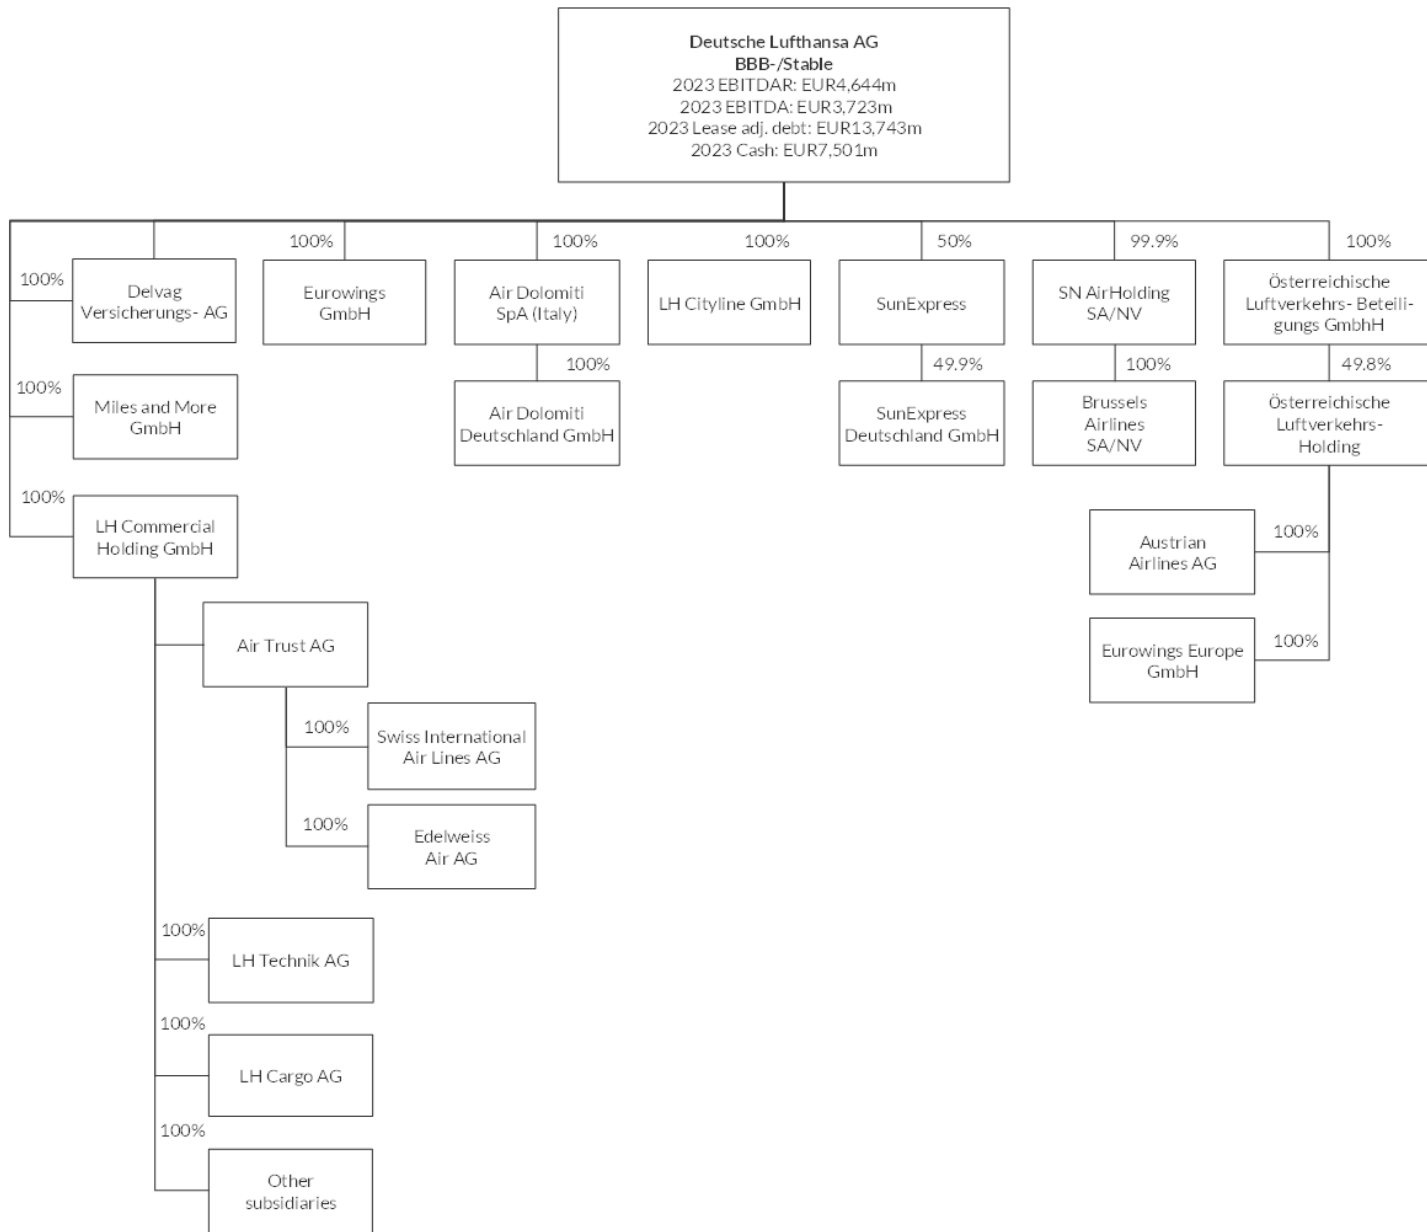 Deutsche Lufthansa AG
BBB-/Stable
2023 EBITDAR: EUR4,644m
2023 EBITDA: EUR3,723m
2023 Lease adj. debt: EUR13,743m
2023 Cash: EUR7,501m
100%
100%
100%
50%
99.9%
100%
100%
Delvag
Versicherungs- AG
Eurowings
GmbH
Air Dolomiti
SpA (Italy)
LH Cityline GmbH
SunExpress
SN AirHolding
SA/NV
Österreichische
Luftverkehrs- Beteili-
gungs GmbhH
100%
100%
49.9%
100%
49.8%
Miles and More
GmbH
Air Dolomiti
Deutschland GmbH
SunExpress
Deutschland GmbH
Brussels
Airlines
SA/NV
Österreichische
Luftverkehrs-
Holding
100%
LH Commercial
Holding GmbH
Austrian
Airlines AG
100%
Air Trust AG
Eurowings Europe
GmbH
100%
100%
Swiss International
Air Lines AG
100%
Edelweiss
Air AG
100%
LH Technik AG
100%
LH Cargo AG
100%
Other
subsidiaries